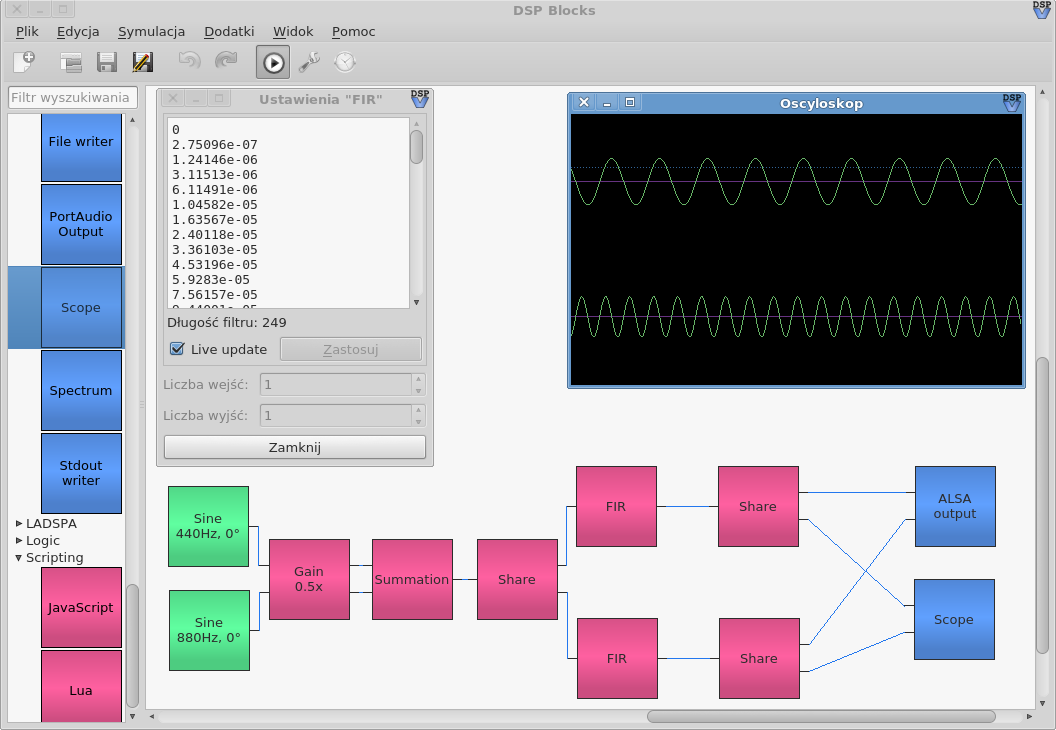 DSP Blocks
DSP
Plik Edycja Symulacja Dodatki Widok Pomoc
Filtr wyszukiwania
File writer
PortAudio
Output
Scope
Spectrum
Stdout
writer
LADSPA
Logic
Scripting
JavaScript
Lua
Ustawienia "FIR"
DSP
0
2.75096e-07
1.24146e-06
3.11513e-06
6.11491e-06
1.04582e-05
1.63567e-05
2.40118e-05
3.36103e-05
4.53196e-05
5.9283e-05
7.56157e-05
Długość filtru: 249
Live update
Zastosuj
Liczba wejść: 1
Liczba wyjść: 1
Zamknij
Oscyloskop
DSP
Sine
440Hz, 0°
Sine
880Hz, 0°
Gain
0.5x
Summation
Share
FIR
Share
ALSA
output
Scope
FIR
Share